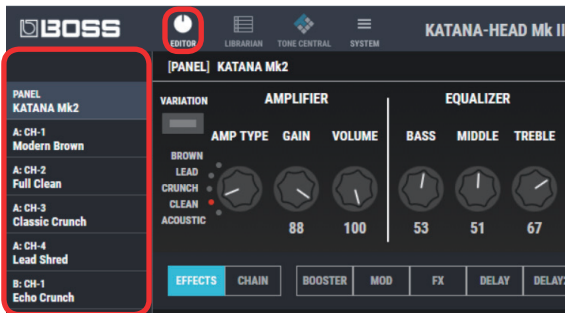 BOSS
EDITOR
LIBRARIAN
TONE CENTRAL
SYSTEM
KATANA-HEAD Mk II
[PANEL] KATANA Mk2
PANEL
KATANA Mk2
A: CH-1
Modern Brown
A: CH-2
Full Clean
A: CH-3
Classic Crunch
A: CH-4
Lead Shred
B: CH-1
Echo Crunch
VARIATION
AMPLIFIER
EQUALIZER
AMP TYPE GAIN VOLUME BASS MIDDLE TREBLE
BROWN
LEAD
CRUNCH
CLEAN
ACOUSTIC
88 100 53 51 67
EFFECTS CHAIN BOOSTER MOD FX DELAY DELAY2